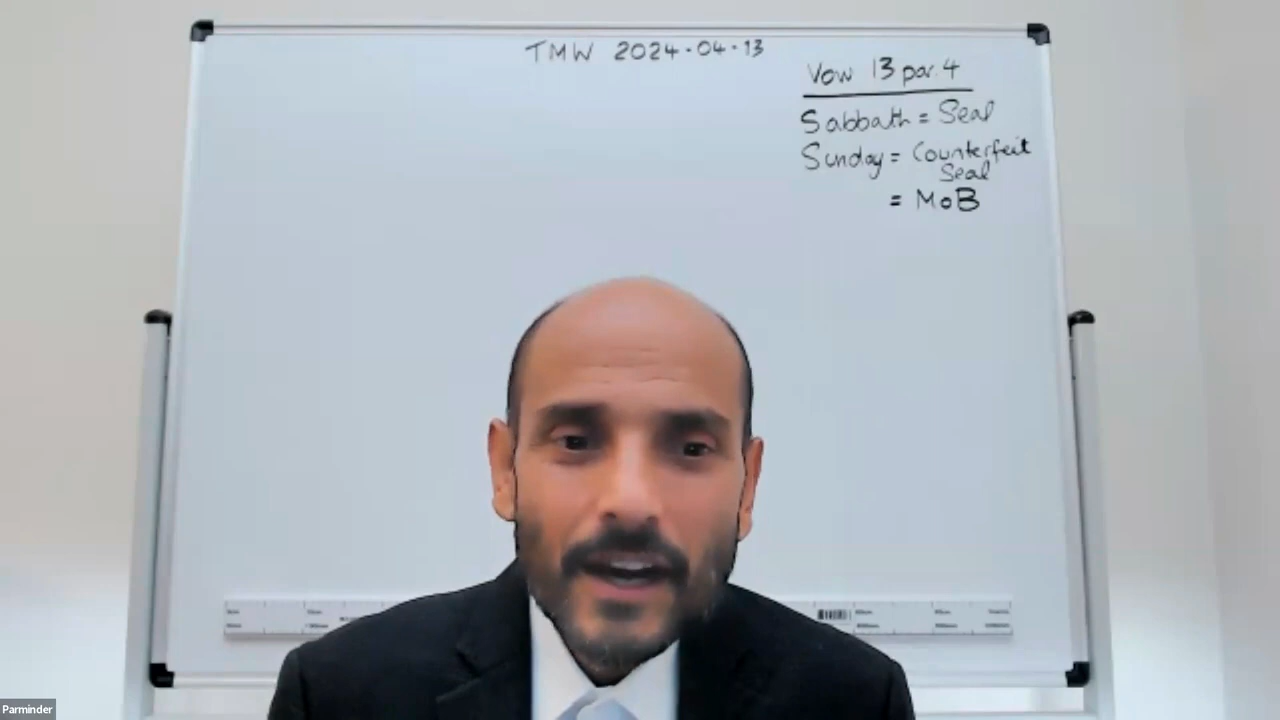 TMW 2024-04-13
Vow 13 par. 4
Sabbath = Seal
Sunday = Counterfeit
Seal
= MoB
Parminder